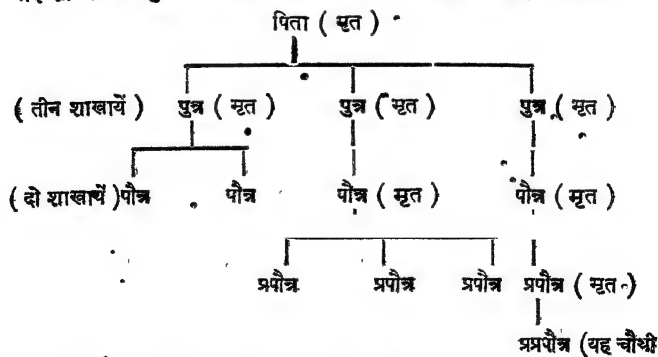 पिता ( मृत )
( तीन शाखायें ) पुत्र ( मृत ) पुत्र ( मृत ) पुत्र ( मृत )
( दो शाखायें ) पौत्र पौत्र पौत्र ( मृत ) पौत्र ( मृत )
प्रपौत्र प्रपौत्र प्रपौत्र प्रपौत्र ( मृत )
प्रप्रपौत्र (यह चौथी